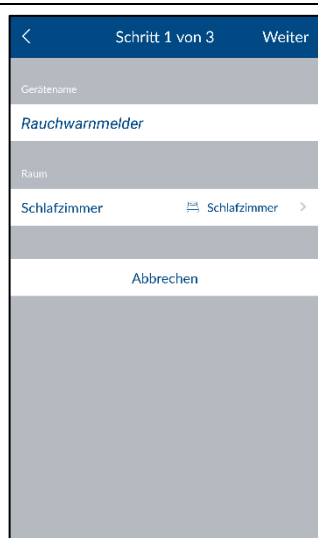 Schritt 1 von 3 Weiter
Gerätename
Rauchwarnmelder
Raum
Schlafzimmer Schlafzimmer
Abbrechen